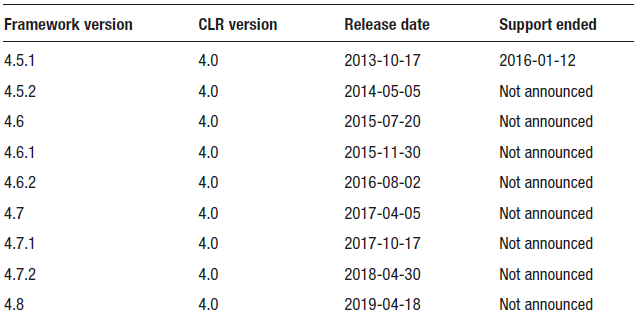 Framework version CLR version Release date Support ended
4.5.1 4.0 2013-10-17 2016-01-12
4.5.2 4.0 2014-05-05 Not announced
4.6 4.0 2015-07-20 Not announced
4.6.1 4.0 2015-11-30 Not announced
4.6.2 4.0 2016-08-02 Not announced
4.7 4.0 2017-04-05 Not announced
4.7.1 4.0 2017-10-17 Not announced
4.7.2 4.0 2018-04-30 Not announced
4.8 4.0 2019-04-18 Not announced